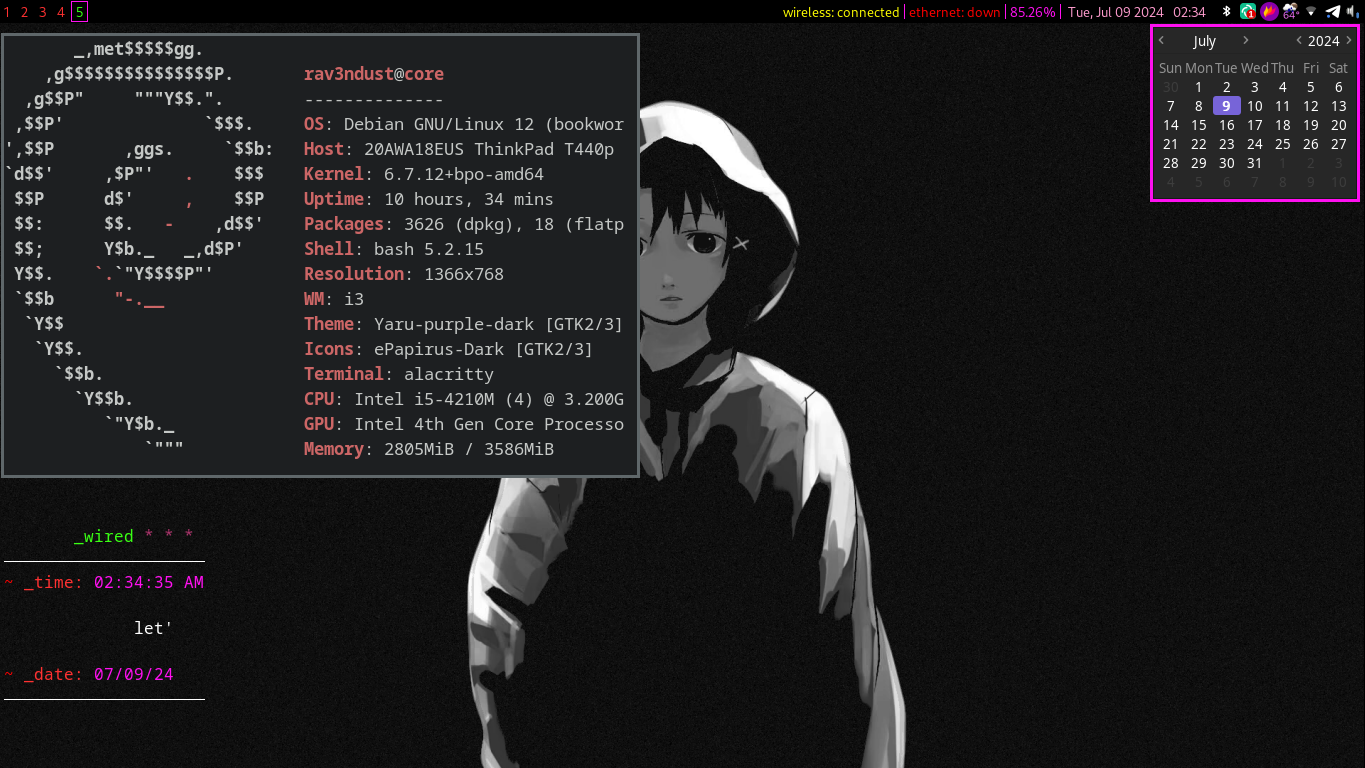 1 2 3 4 5
wireless: connected | ethernet: down | 85.26% | Tue, Jul 09 2024 02:34
1
64°
July 2024
Sun Mon Tue Wed Thu Fri Sat
30 1 2 3 4 5 6
7 8 9 10 11 12 13
14 15 16 17 18 19 20
21 22 23 24 25 26 27
28 29 30 31 1 2 3
4 5 6 7 8 9 10
_,met$$$$$gg.
,g$$$$$$$$$$$$$$$P.
,g$$P"     """Y$$.".
,$$P'              `$$$.
',$$P       ,ggs.     `$$b:
`d$$'     ,$P"'   .    $$$
$$P      d$'     ,    $$P
$$:      $$.   -    ,d$$'
$$;      Y$b._   _,d$P'
Y$$.    `.`"Y$$$$P"'
`$$b      "-.__
`Y$$
`Y$$.
`$$b.
`Y$$b.
`"Y$b._
`"""
rav3ndust@core
--------------
OS: Debian GNU/Linux 12 (bookwor
Host: 20AWA18EUS ThinkPad T440p
Kernel: 6.7.12+bpo-amd64
Uptime: 10 hours, 34 mins
Packages: 3626 (dpkg), 18 (flatp
Shell: bash 5.2.15
Resolution: 1366x768
WM: i3
Theme: Yaru-purple-dark [GTK2/3]
Icons: ePapirus-Dark [GTK2/3]
Terminal: alacritty
CPU: Intel i5-4210M (4) @ 3.200G
GPU: Intel 4th Gen Core Processo
Memory: 2805MiB / 3586MiB
_wired * * *
~ _time: 02:34:35 AM
let'
~ _date: 07/09/24